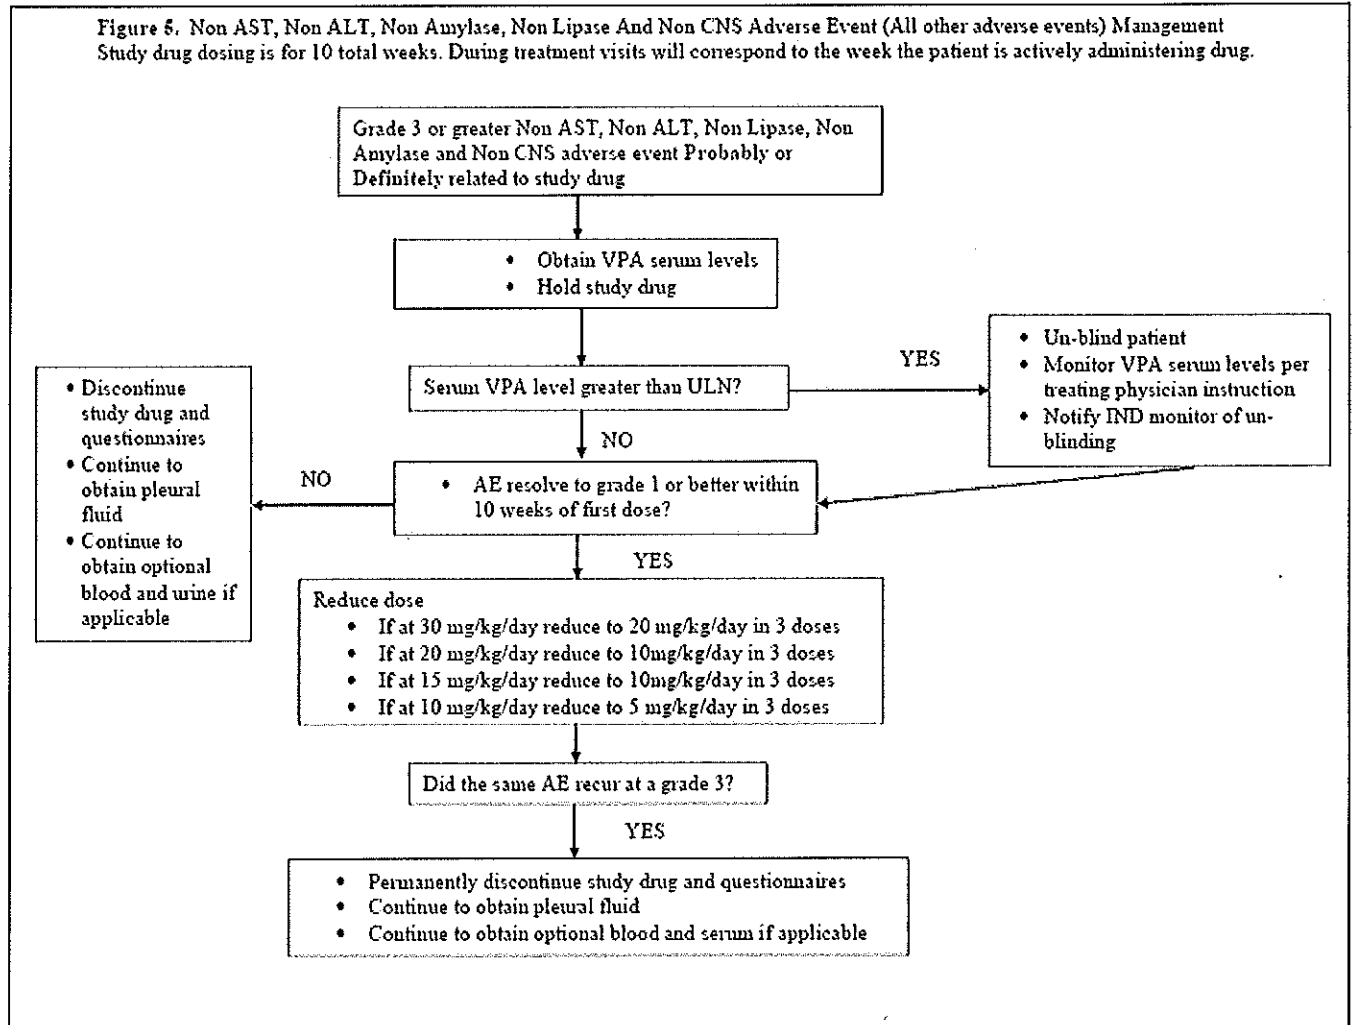 Figure 5. Non AST, Non ALT, Non Amylase, Non Lipase And Non CNS Adverse Event (All other adverse events) Management
Study drug dosing is for 10 total weeks. During treatment visits will correspond to the week the patient is actively administering drug.
Grade 3 or greater Non AST, Non ALT, Non Lipase, Non
Amylase and Non CNS adverse event Probably or
Definitely related to study drug
• Obtain VPA serum levels
• Hold study drug
Serum VPA level greater than ULN?
YES
• Un-blind patient
• Monitor VPA serum levels per
treating physician instruction
• Notify IND monitor of un-
blinding
NO
• AE resolve to grade 1 or better within
10 weeks of first dose?
NO
• Discontinue
study drug and
questionnaires
• Continue to
obtain pleural
fluid
• Continue to
obtain optional
blood and urine if
applicable
YES
Reduce dose
• If at 30 mg/kg/day reduce to 20 mg/kg/day in 3 doses
• If at 20 mg/kg/day reduce to 10mg/kg/day in 3 doses
• If at 15 mg/kg/day reduce to 10mg/kg/day in 3 doses
• If at 10 mg/kg/day reduce to 5 mg/kg/day in 3 doses
Did the same AE recur at a grade 3?
YES
• Permanently discontinue study drug and questionnaires
• Continue to obtain pleural fluid
• Continue to obtain optional blood and serum if applicable